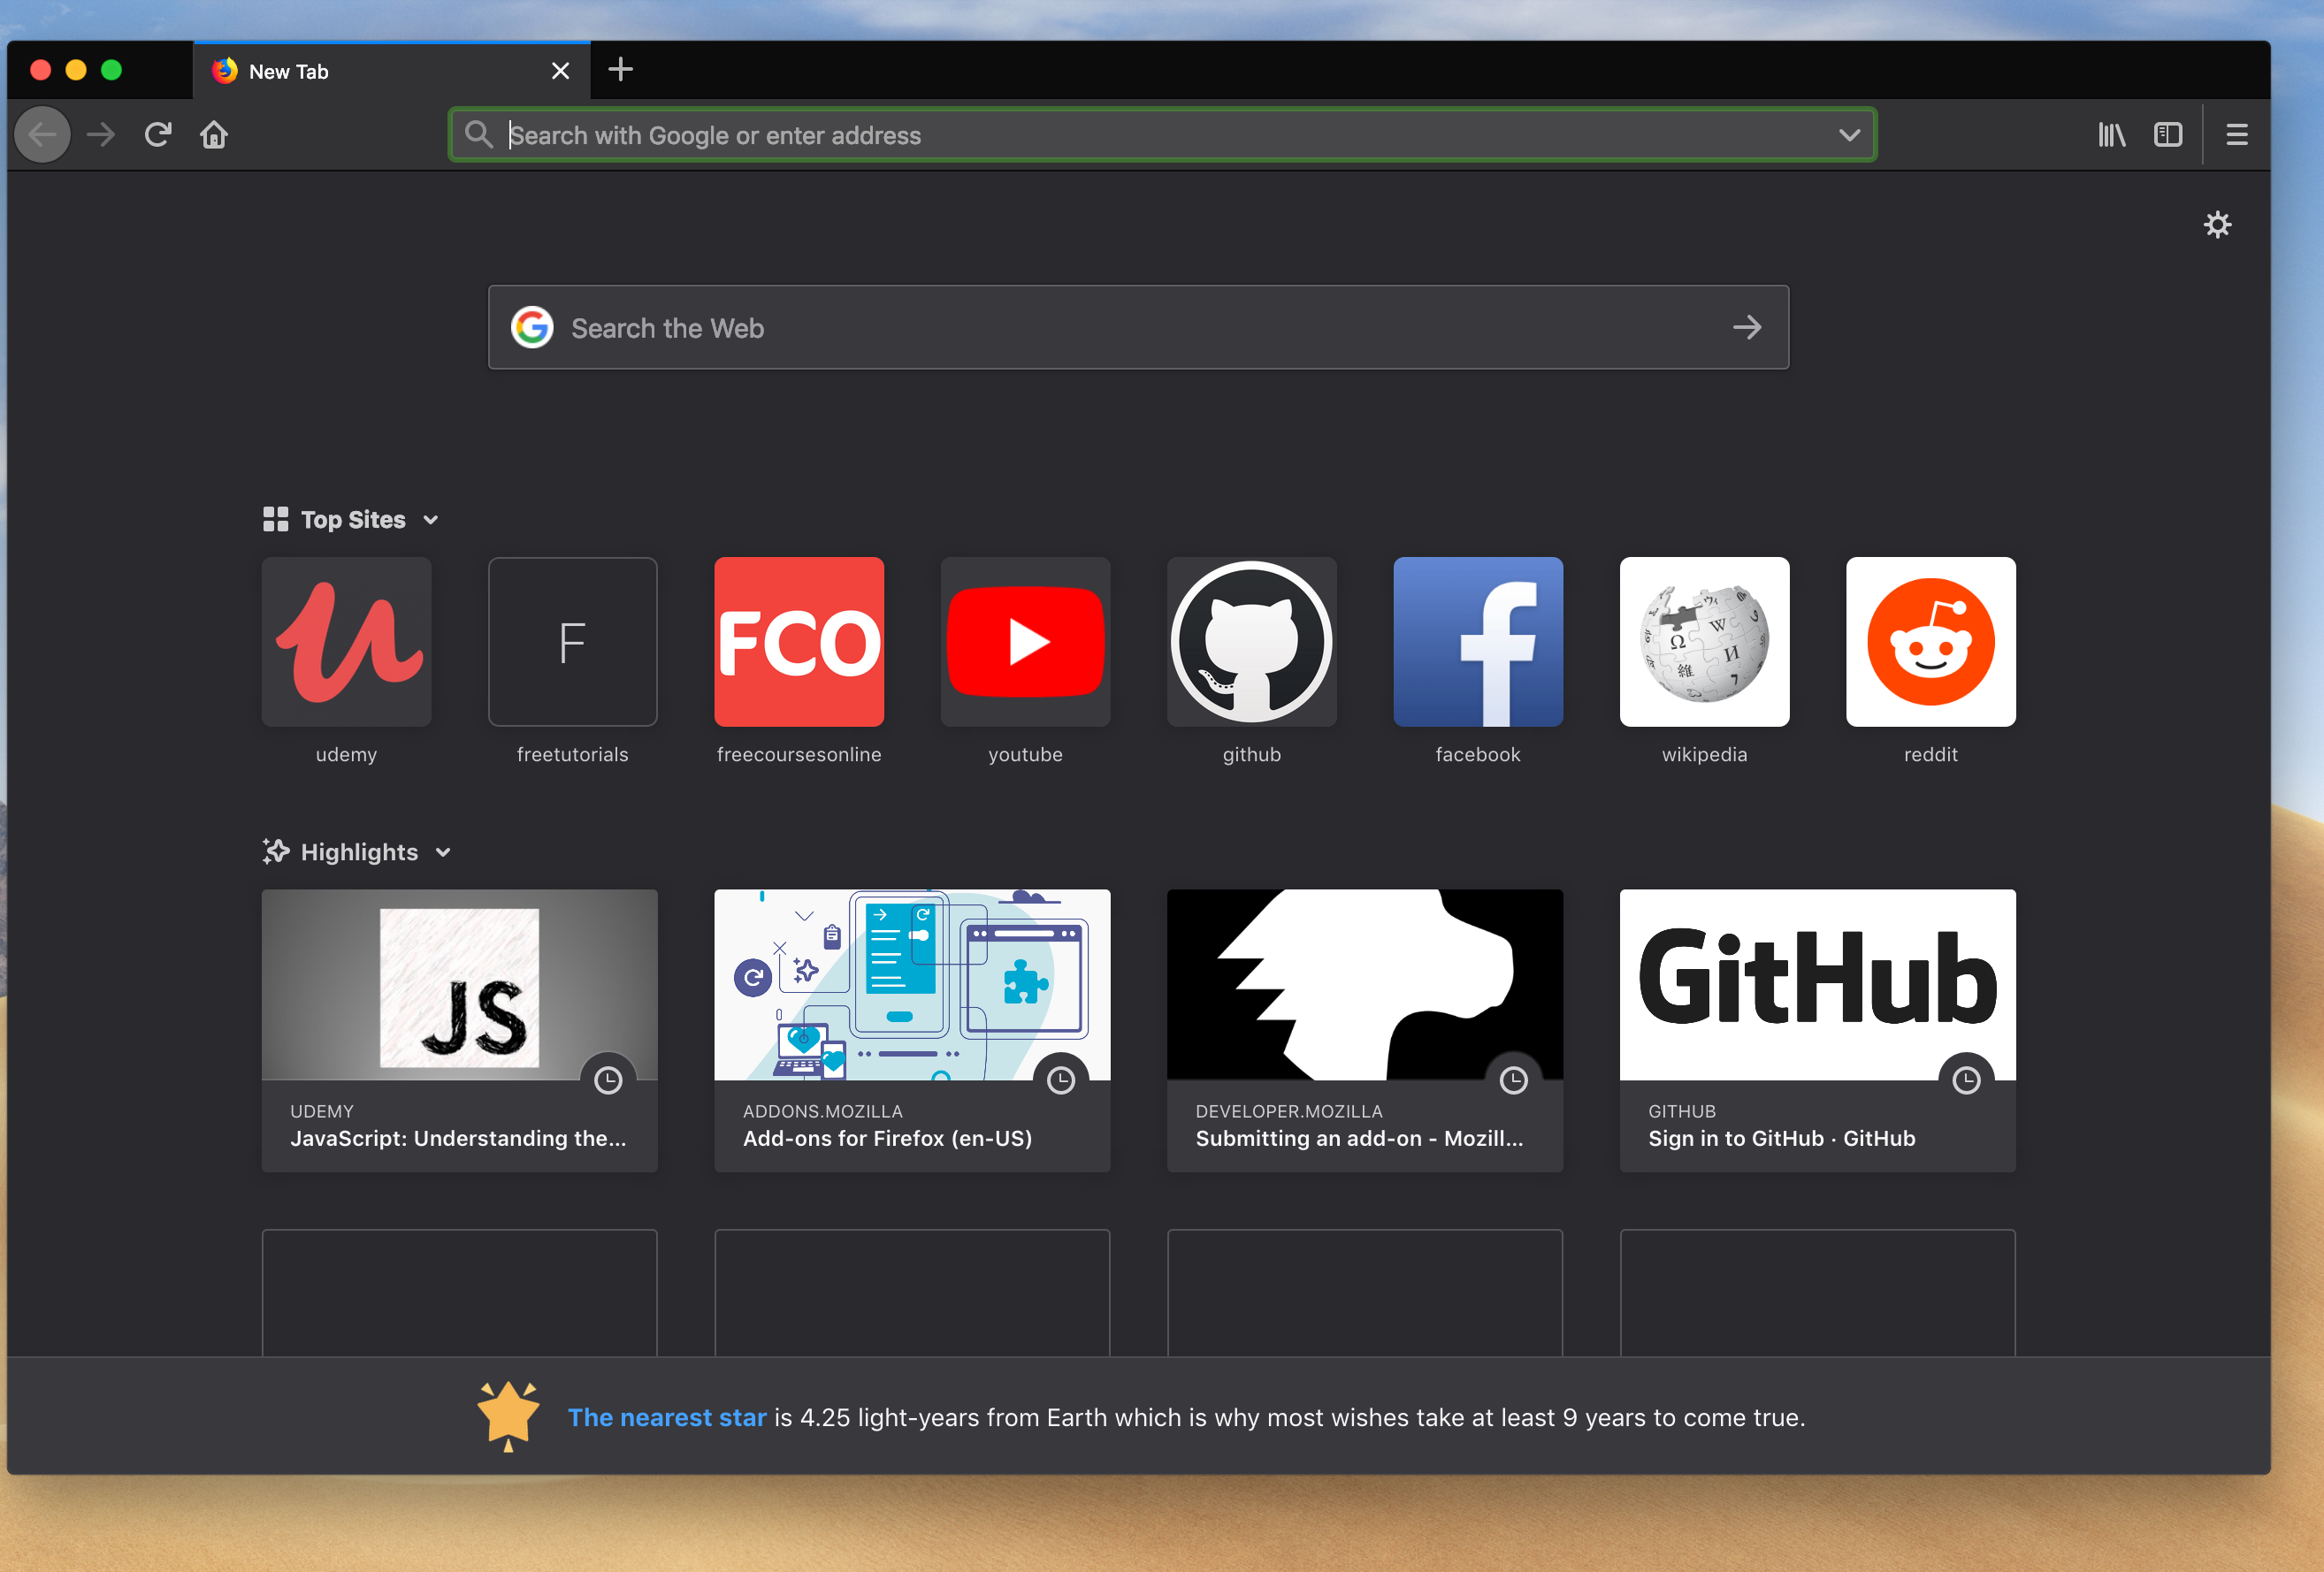 New Tab
Search with Google or enter address
Search the Web
Top Sites
F
FCO
udemy
freetutorials
freecoursesonline
youtube
github
facebook
wikipedia
reddit
Highlights
JS
GitHub
UDEMY
JavaScript: Understanding the...
ADDONS.MOZILLA
Add-ons for Firefox (en-US)
DEVELOPER.MOZILLA
Submitting an add-on - Mozill...
GITHUB
Sign in to GitHub · GitHub
The nearest star is 4.25 light-years from Earth which is why most wishes take at least 9 years to come true.